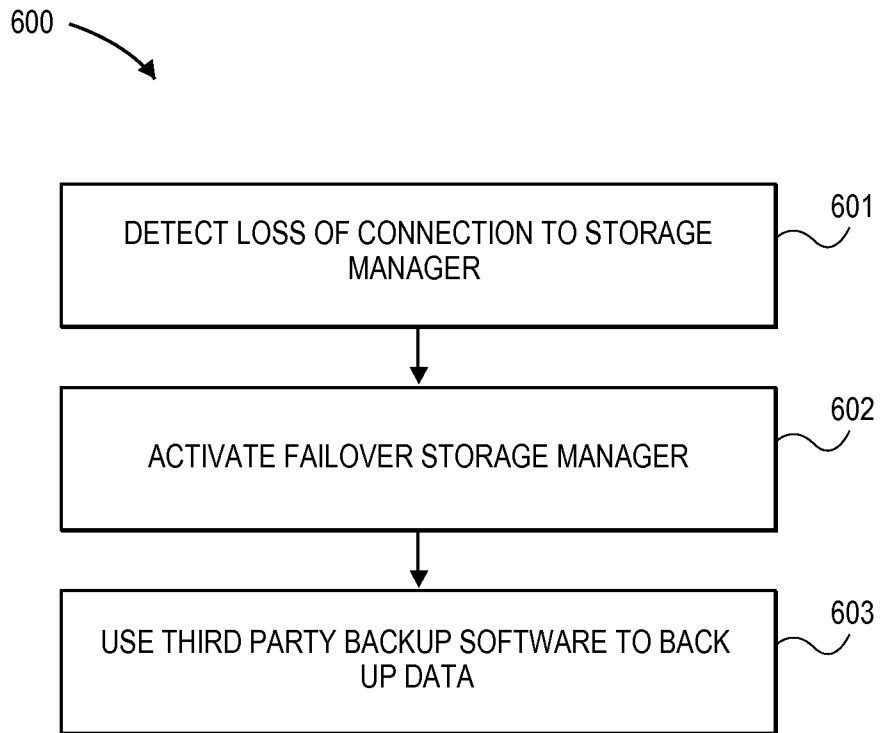 600
DETECT LOSS OF CONNECTION TO STORAGE
MANAGER
601
ACTIVATE FAILOVER STORAGE MANAGER
602
USE THIRD PARTY BACKUP SOFTWARE TO BACK
UP DATA
603